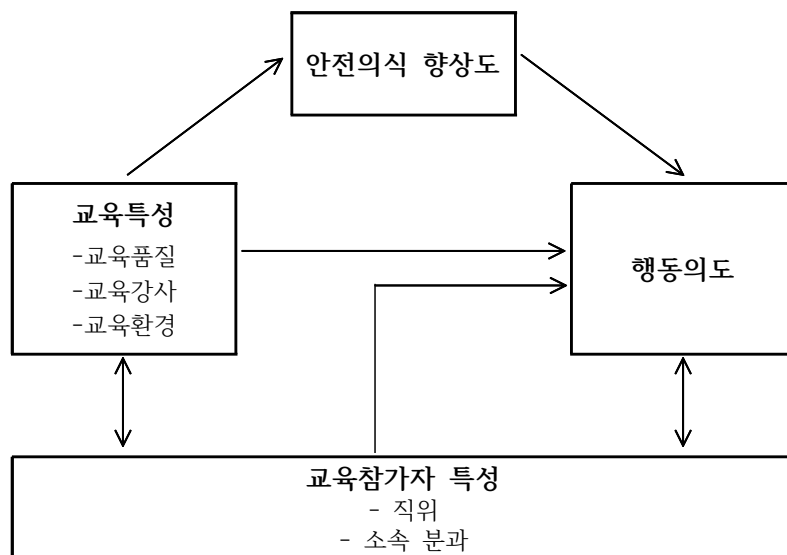 안전의식 향상도
교육특성
-교육품질
-교육강사
-교육환경
행동의도
교육참가자 특성
- 직위
- 소속 분과